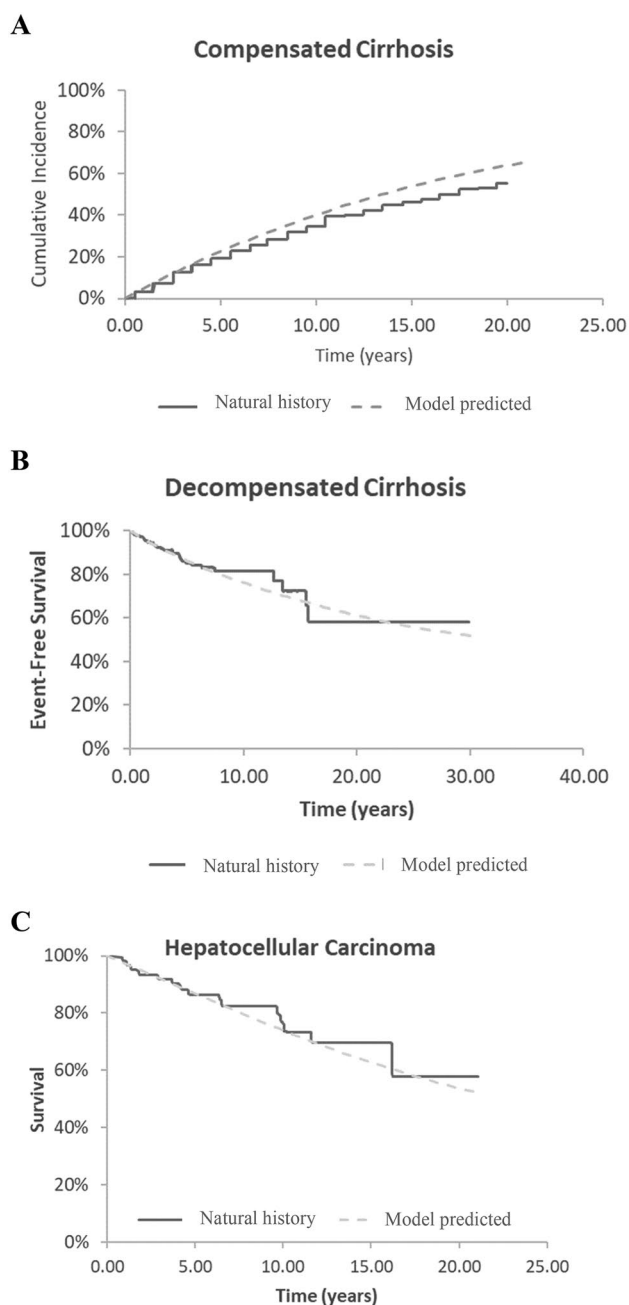 A
Compensated Cirrhosis
100%
80%
60%
40%
20%
0%
Cumulative Incidence
0.00 5.00 10.00 15.00 20.00 25.00
Time (years)
Natural history Model predicted
B
Decompensated Cirrhosis
100%
80%
60%
40%
20%
0%
Event-Free Survival
0.00 10.00 20.00 30.00 40.00
Time (years)
Natural history Model predicted
C
Hepatocellular Carcinoma
100%
80%
60%
40%
20%
0%
Survival
Natural history Model predicted
0.00 5.00 10.00 15.00 20.00 25.00
Time (years)